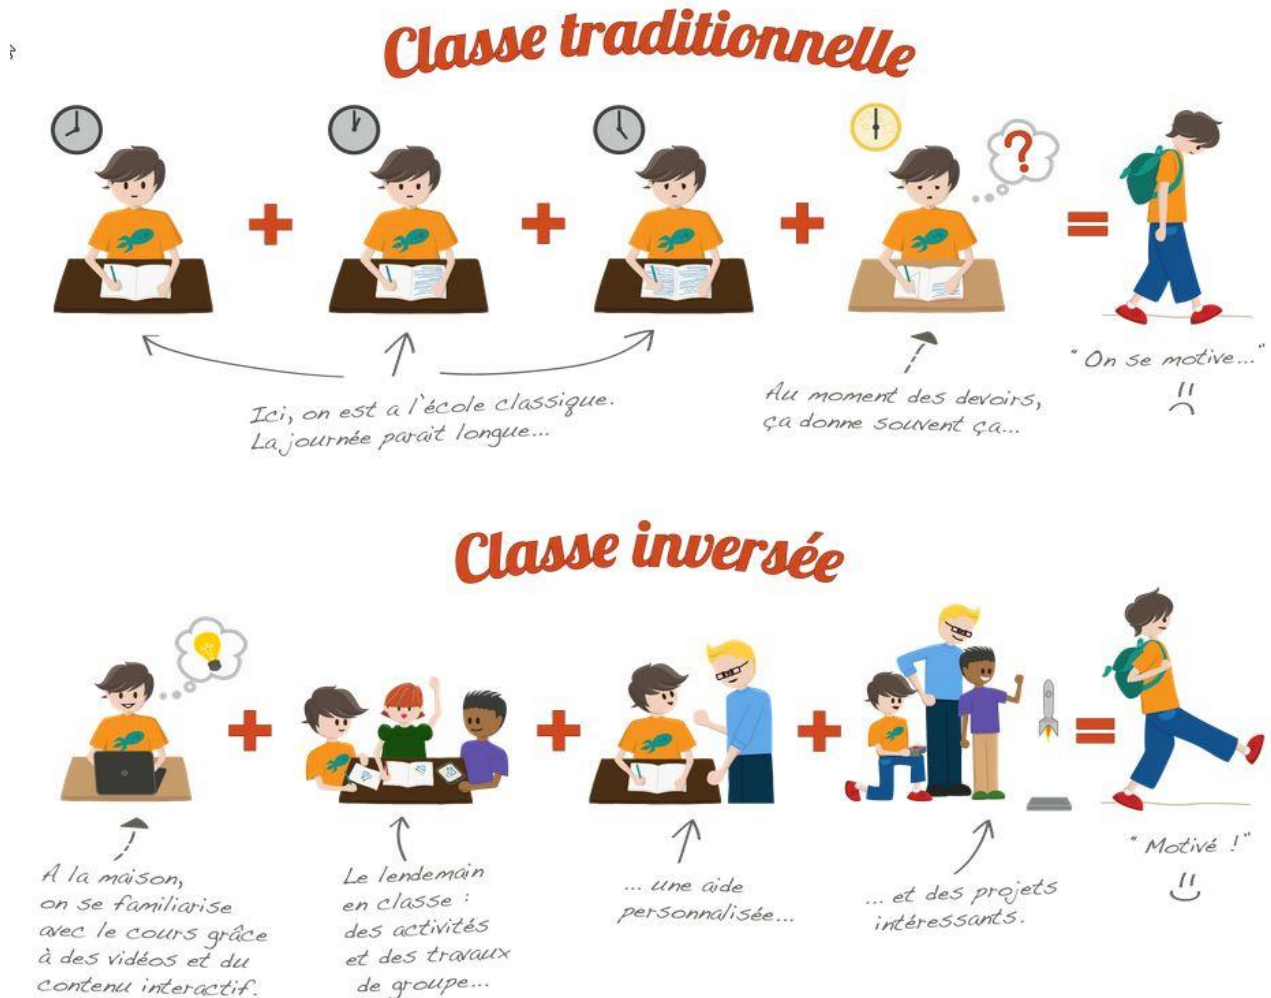 Classe traditionnelle
?
Ici, on est a l'école classique.
La journée parait longue...
Au moment des devoirs,
ça donne souvent ça...
"On se motive..."
Classe inversée
A la maison,
on se familiarise
avec le cours grâce
à des vidéos et du
contenu interactif.
Le lendemain
en classe :
des activités
et des travaux
de groupe...
... une aide
personnalisée...
... et des projets
intéressants.
"Motivé !"